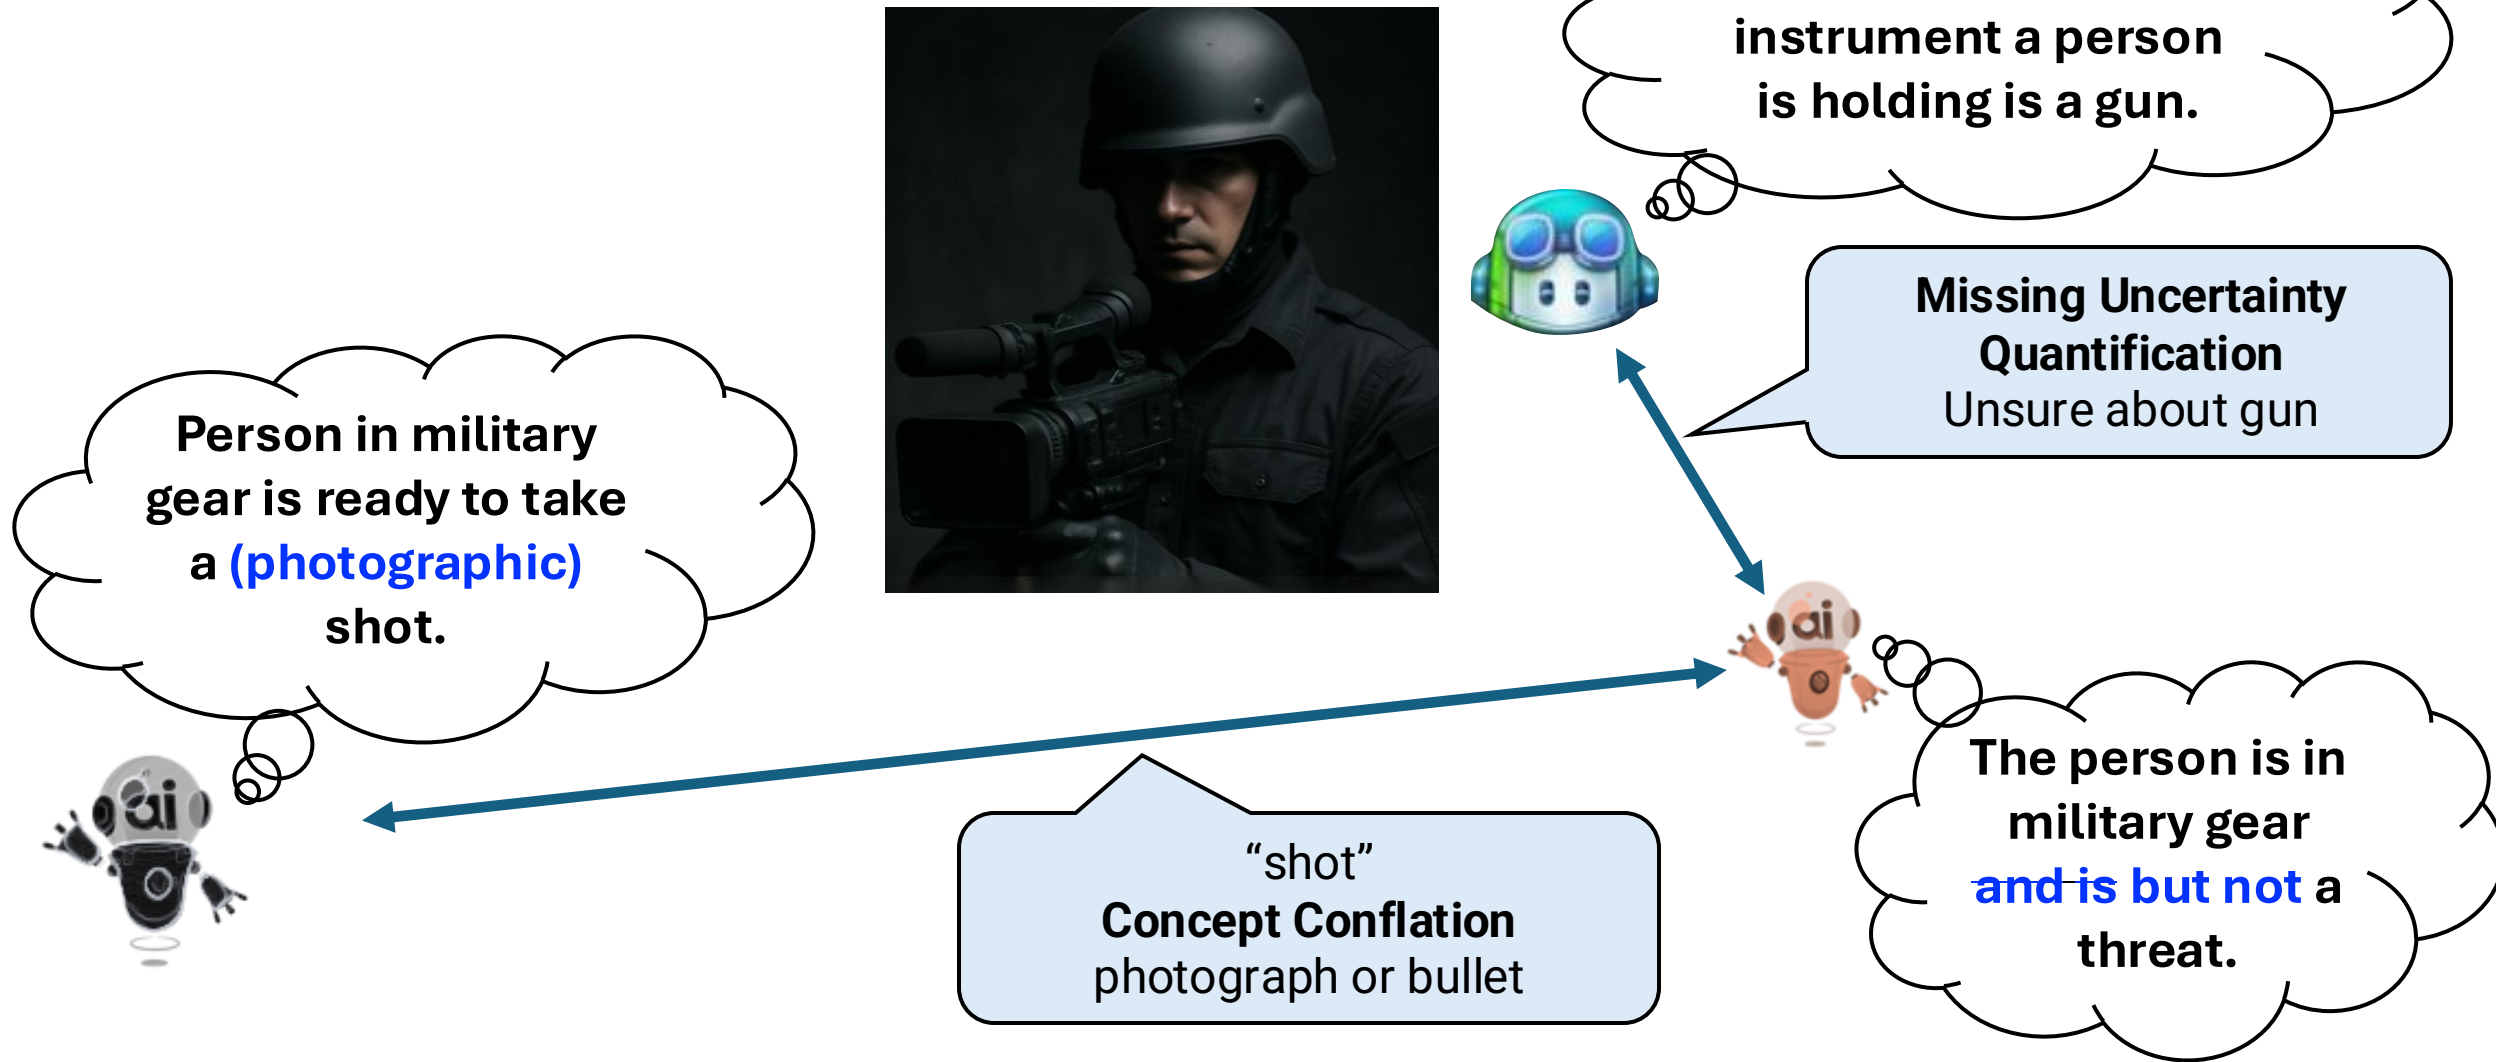 instrument a person
is holding is a gun.
Missing Uncertainty
Quantification
Unsure about gun
Person in military
gear is ready to take
a (photographic)
shot.
ai
ai
The person is in
military gear
and is but not a
threat.
“shot”
Concept Conflation
photograph or bullet